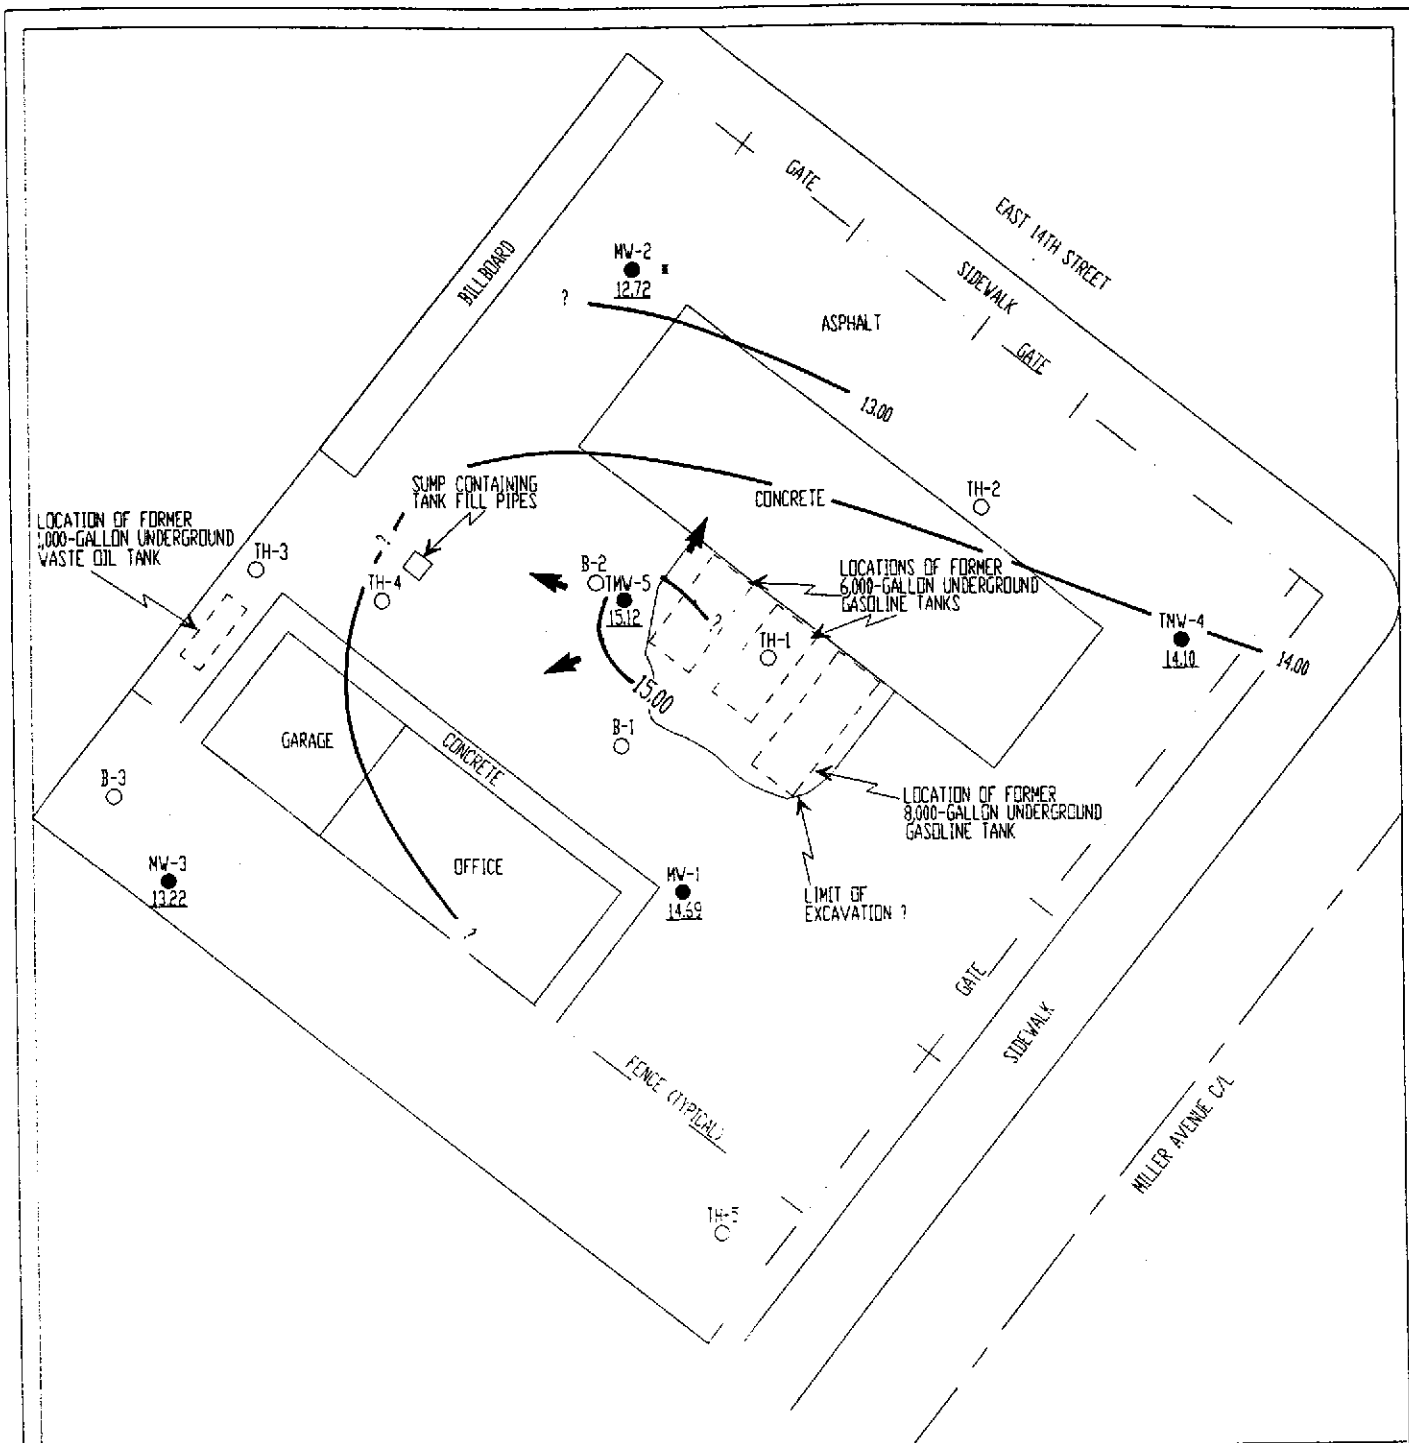 EAST 14TH STREET
GATE
SIDEWALK
GATE
BILLBOARD
MW-2
12.72
?
ASPHALT
13.00
SUMP CONTAINING
TANK FILL PIPES
CONCRETE
TH-2
LOCATION OF FORMER
1,000-GALLON UNDERGROUND
WASTE OIL TANK
TH-3
?
TH-4
B-2
TMW-5
15.12
LOCATIONS OF FORMER
6,000-GALLON UNDERGROUND
GASOLINE TANKS
?
TH-1
TMW-4
14.10
14.00
15.00
B-1
GARAGE
CONCRETE
B-3
LOCATION OF FORMER
8,000-GALLON UNDERGROUND
GASOLINE TANK
MW-3
13.22
OFFICE
MW-1
14.69
LIMIT OF
EXCAVATION ?
?
GATE
SIDEWALK
FENCE (TYPICAL)
MILLER AVENUE C/L
TH-5